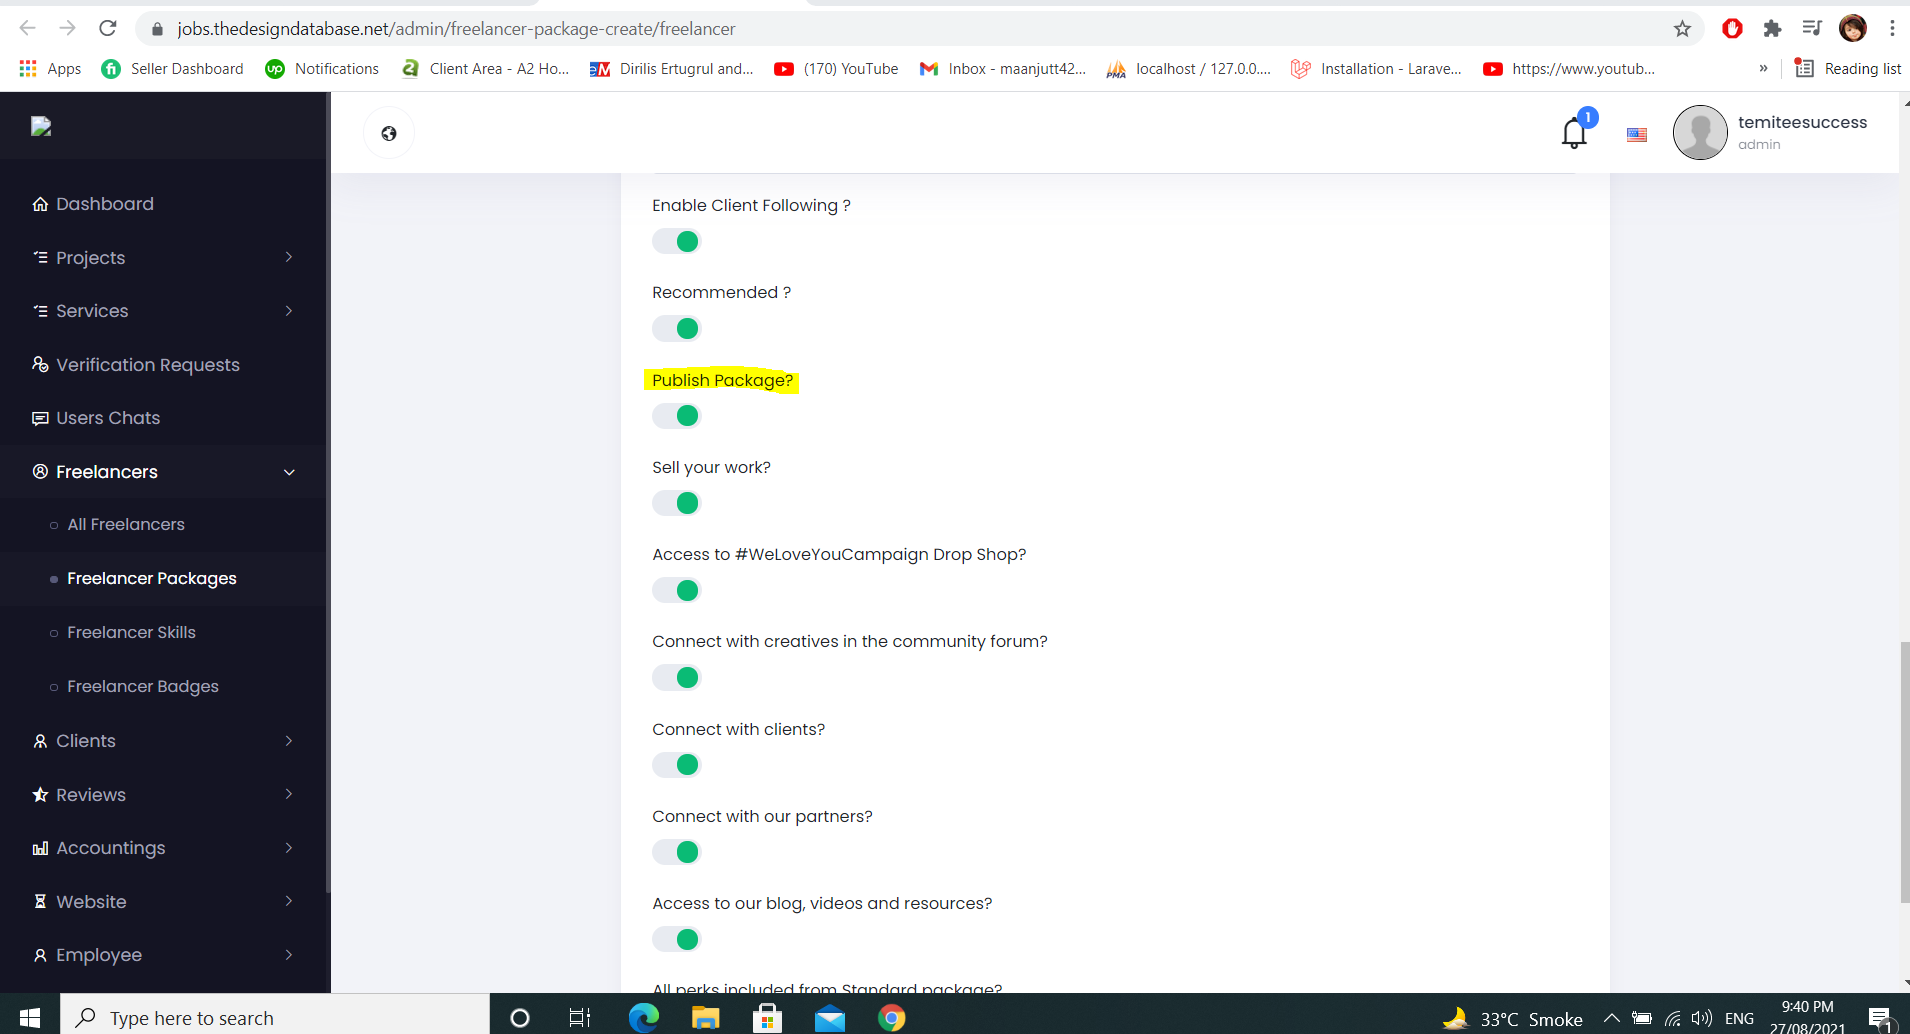 jobs.thedesigndatabase.net/admin/freelancer-package-create/freelancer
Apps
Seller Dashboard
up Notifications
Client Area - A2 Ho...
Dirilis Ertugrul and...
(170) YouTube
Inbox - maanjutt42...
PMA localhost / 127.0.0....
Installation - Larave...
https://www.youtub...
»
Reading list
1
temiteesuccess
admin
Dashboard
Projects
Services
Verification Requests
Users Chats
Freelancers
All Freelancers
Freelancer Packages
Freelancer Skills
Freelancer Badges
Clients
Reviews
Accountings
Website
Employee
Enable Client Following ?
Recommended ?
Publish Package?
Sell your work?
Access to #WeLoveYouCampaign Drop Shop?
Connect with creatives in the community forum?
Connect with clients?
Connect with our partners?
Access to our blog, videos and resources?
All perks included from Standard package?
Type here to search
33°C Smoke
ENG
9:40 PM
27/08/2021
1